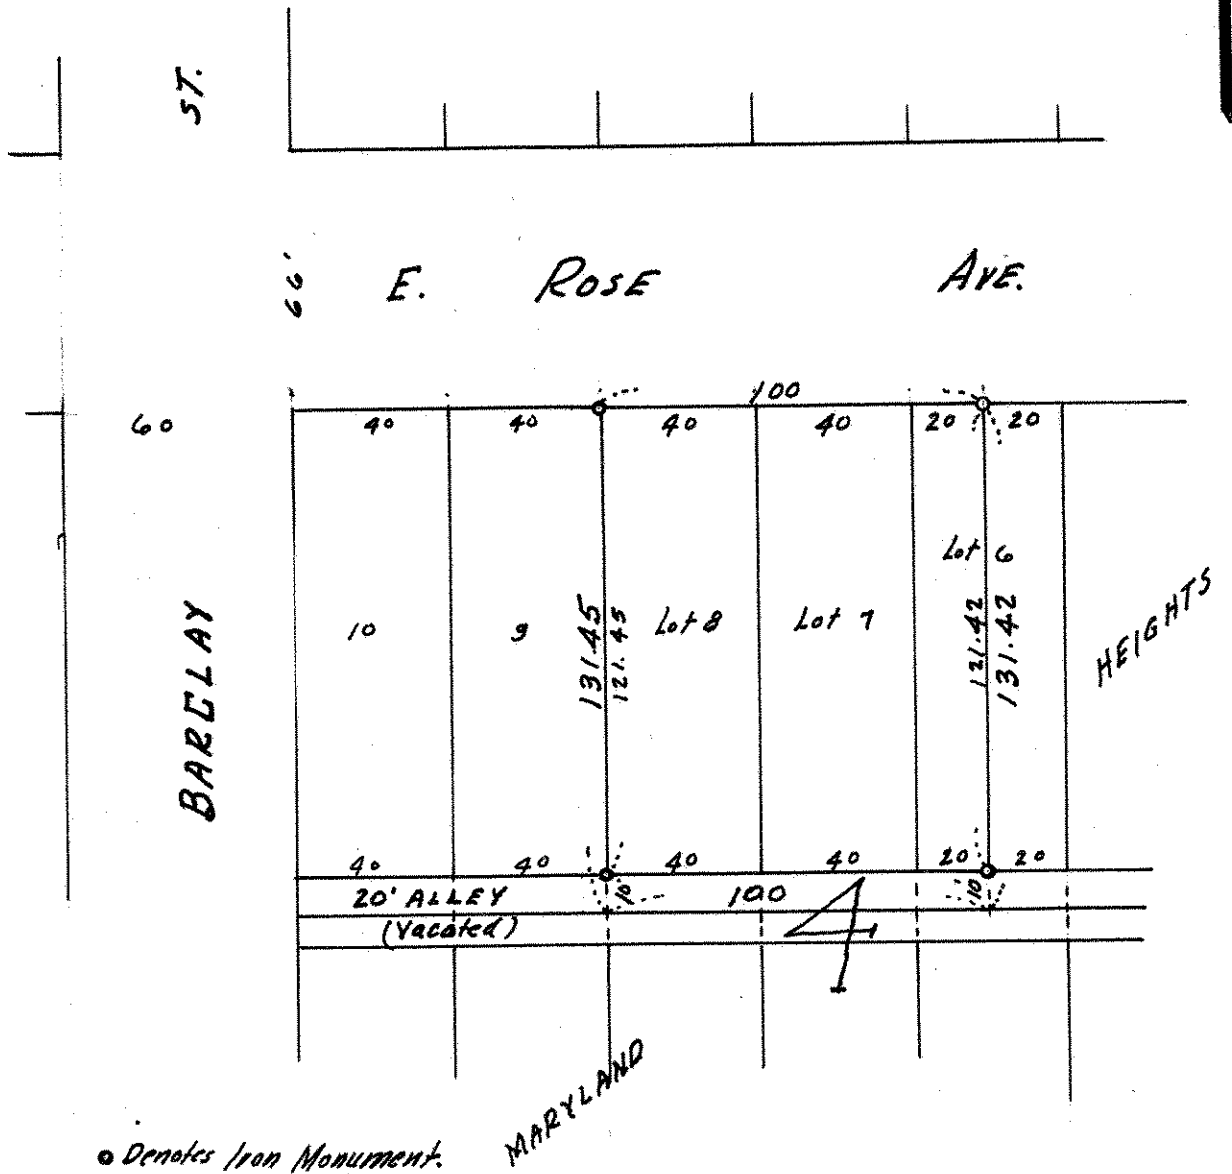 ST.
66'
E. ROSE AVE.
100
60
40 40 40 40 20 20
Lot 6
10 9 131.45 121.45 Lot 8 Lot 7 121.42 131.42
HEIGHTS
BARCLAY
40 40 40 40 20 20
20' ALLEY 10 100 10
(Vacated)
4
MARYLAND
o Denotes Iron Monument.